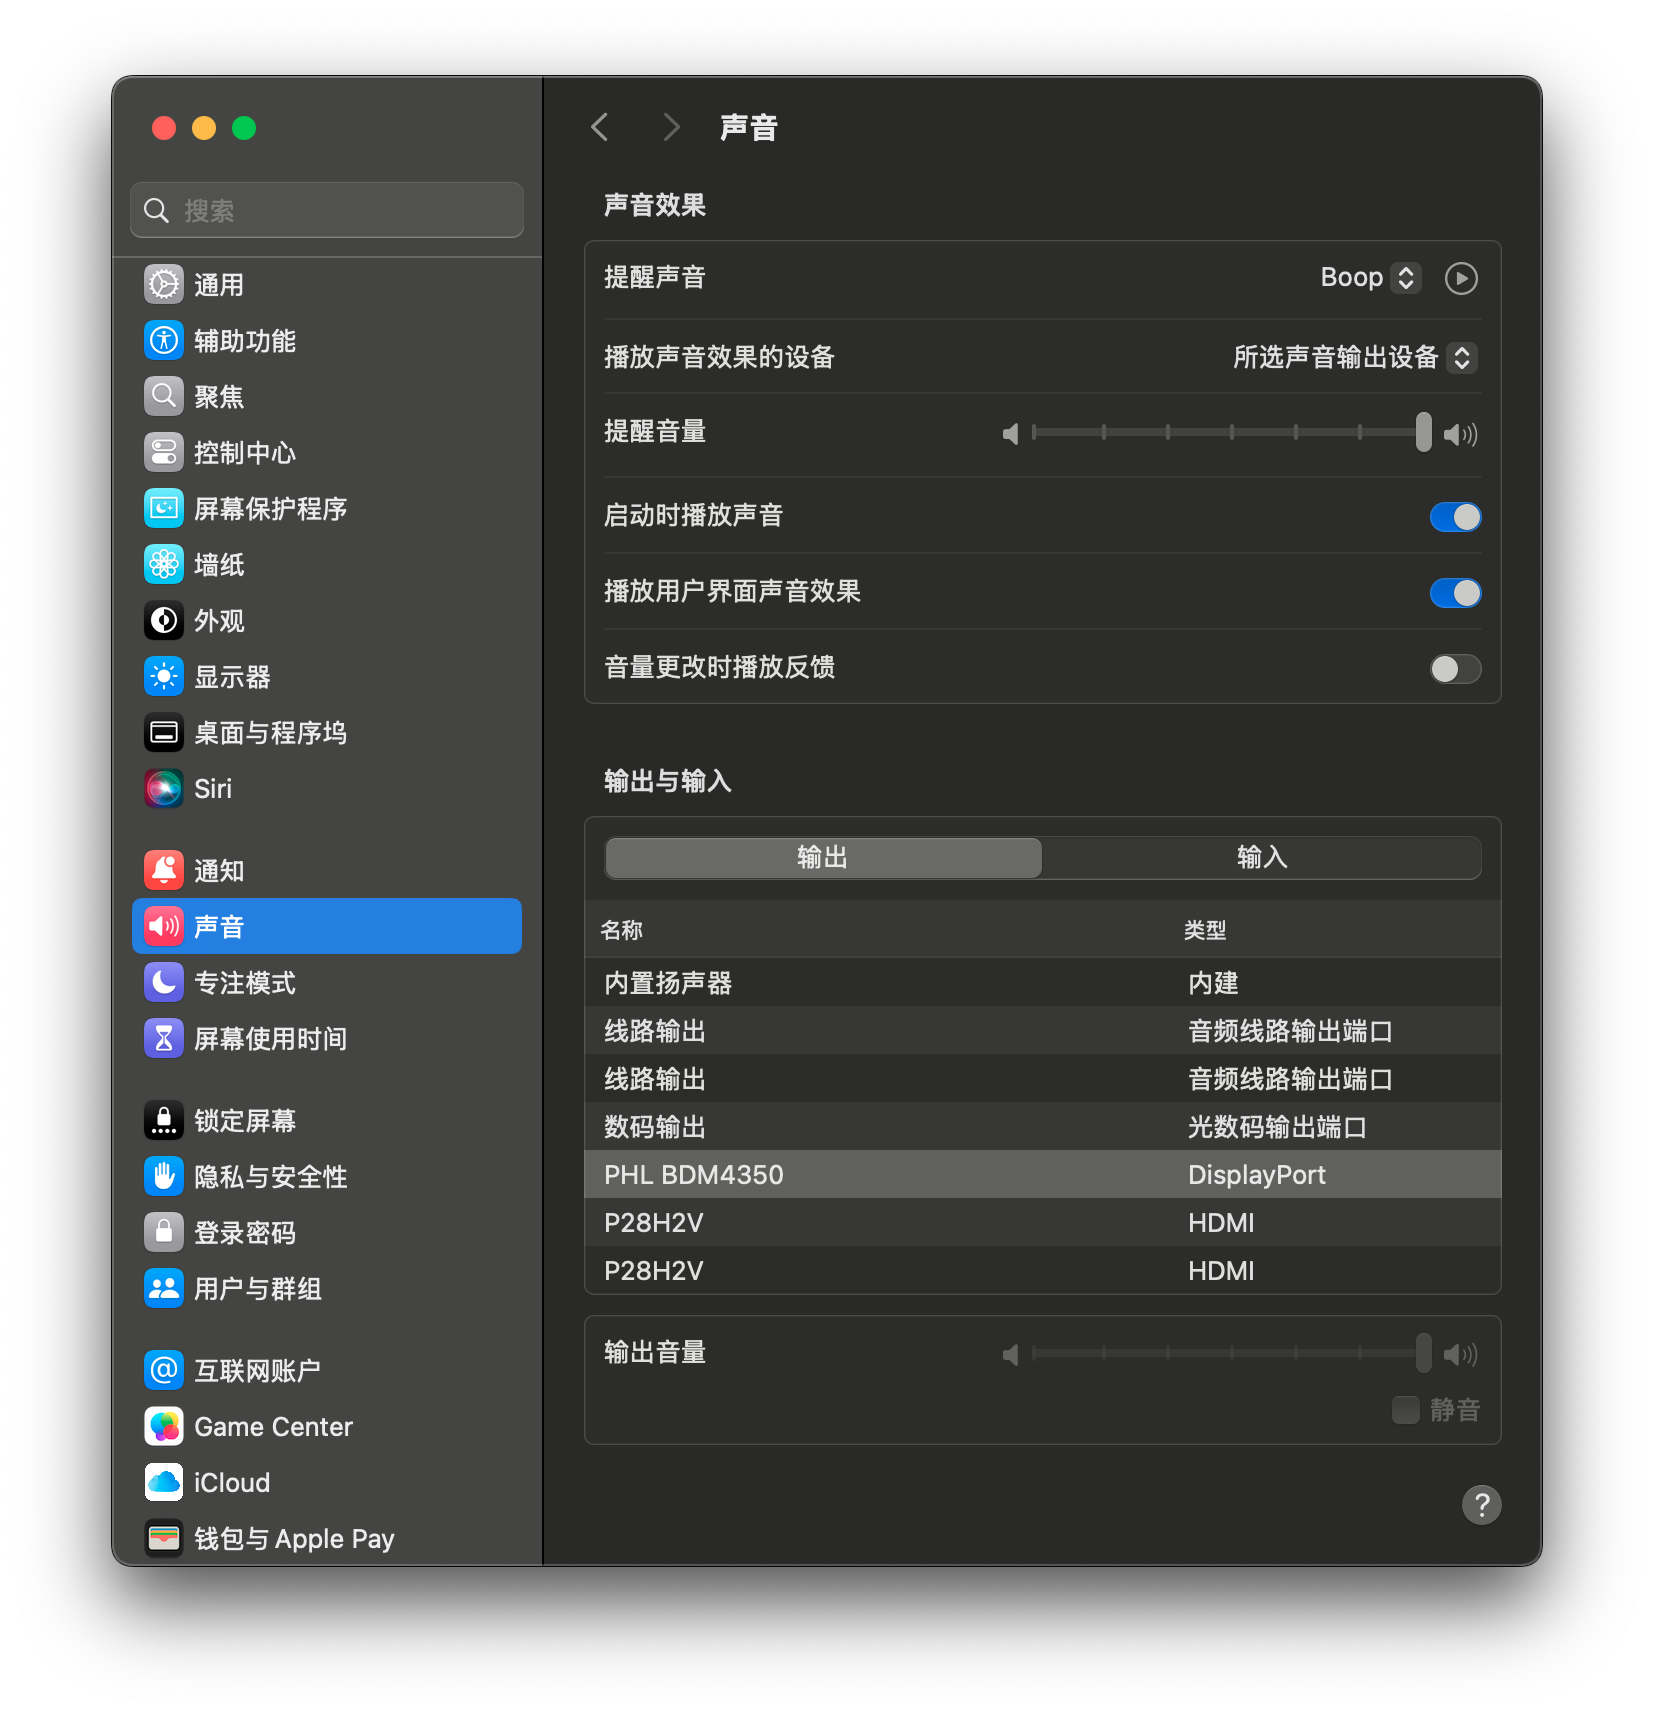 搜索
通用
辅助功能
聚焦
控制中心
屏幕保护程序
墙纸
外观
显示器
桌面与程序坞
Siri
通知
声音
专注模式
屏幕使用时间
锁定屏幕
隐私与安全性
登录密码
用户与群组
互联网账户
Game Center
iCloud
钱包与 Apple Pay
声音
声音效果
提醒声音 Boop
播放声音效果的设备 所选声音输出设备
提醒音量
启动时播放声音
播放用户界面声音效果
音量更改时播放反馈
输出与输入
输出 输入
名称 类型
内置扬声器 内建
线路输出 音频线路输出端口
线路输出 音频线路输出端口
数码输出 光数码输出端口
PHL BDM4350 DisplayPort
P28H2V HDMI
P28H2V HDMI
输出音量
静音
?